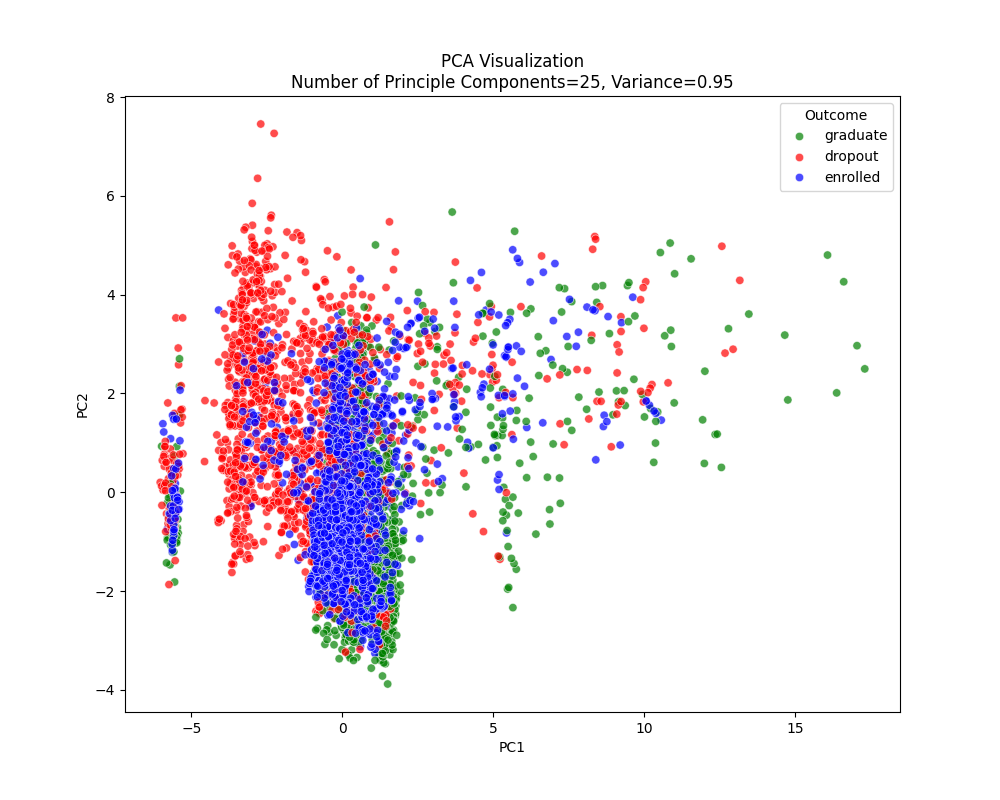 PCA Visualization
Number of Principle Components=25, Variance=0.95
Outcome
graduate
dropout
enrolled
8
6
4
2
0
−2
−4
PC2
−5
0
5
10
15
PC1